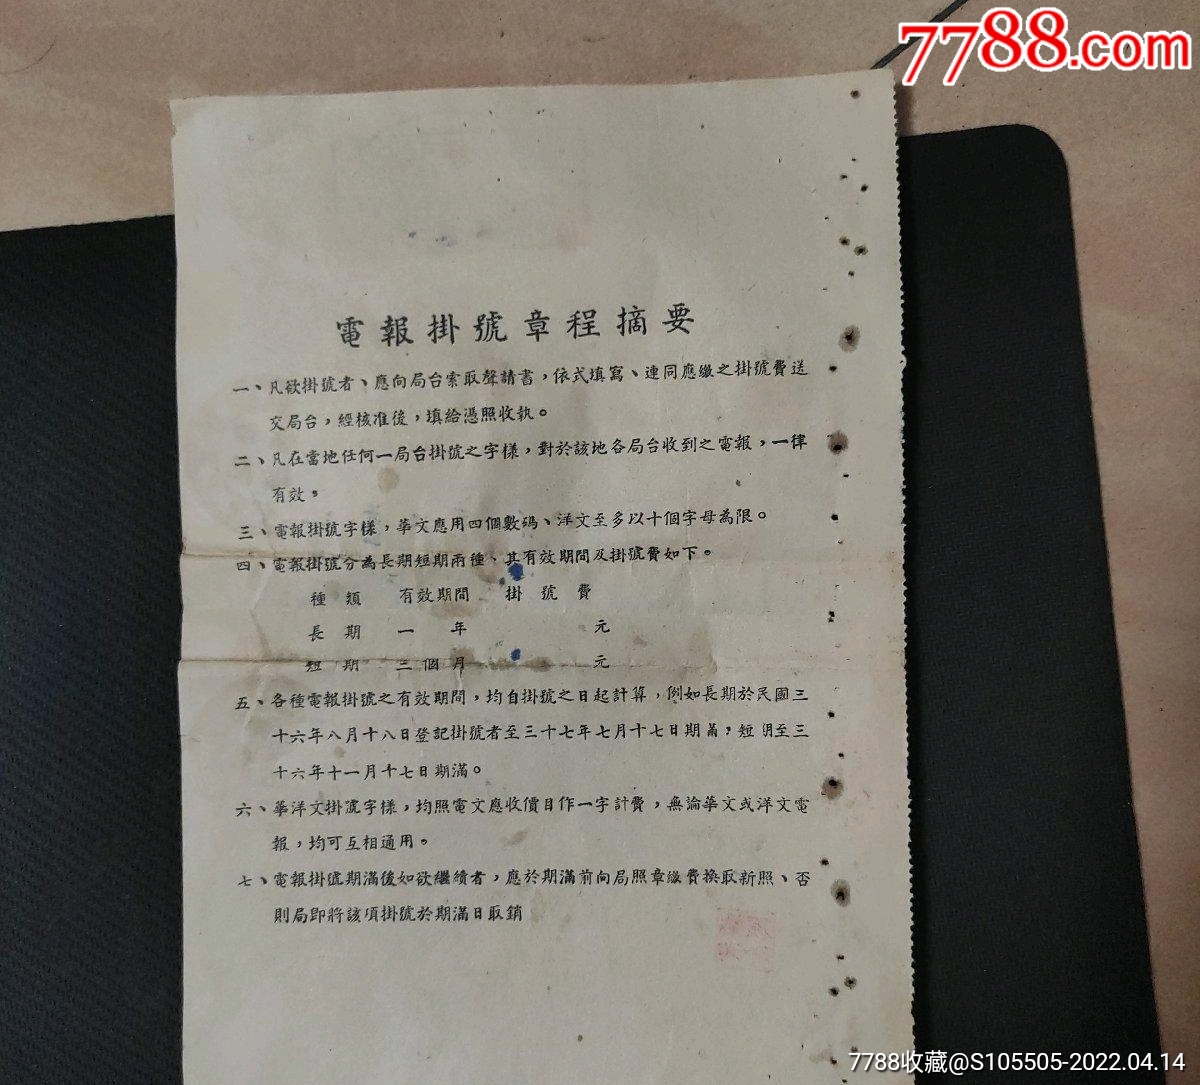 7788.com
電報掛號章程摘要
一、凡欲掛號者、應向局台索取聲請書，依式填寫、連同應繳之掛號費送
交局台，經核准後，填給憑照收執。
二、凡在當地任何一局台掛號之字樣，對於該地各局台收到之電報，一律
有效。
三、電報掛號字樣，華文應用四個數碼、洋文至多以十個字母為限。
四、電報掛號分為長期短期兩種、其有效期間及掛號費如下。
種類 有效期間 掛號費
長期 一年 元
短期 三個月 元
五、各種電報掛號之有效期間，均自掛號之日起計算，例如長期於民國三
十六年八月十八日登記掛號者至三十七年七月十七日期滿，短期至三
十六年十一月十七日期滿。
六、華洋文掛號字樣，均照電文應收價目作一字計費，無論華文或洋文電
報，均可互相通用。
七、電報掛號期滿後如欲繼續者，應於期滿前向局照章繳費換取新照、否
則局即將該項掛號於期滿日取銷
7788收藏@S105505-2022.04.14